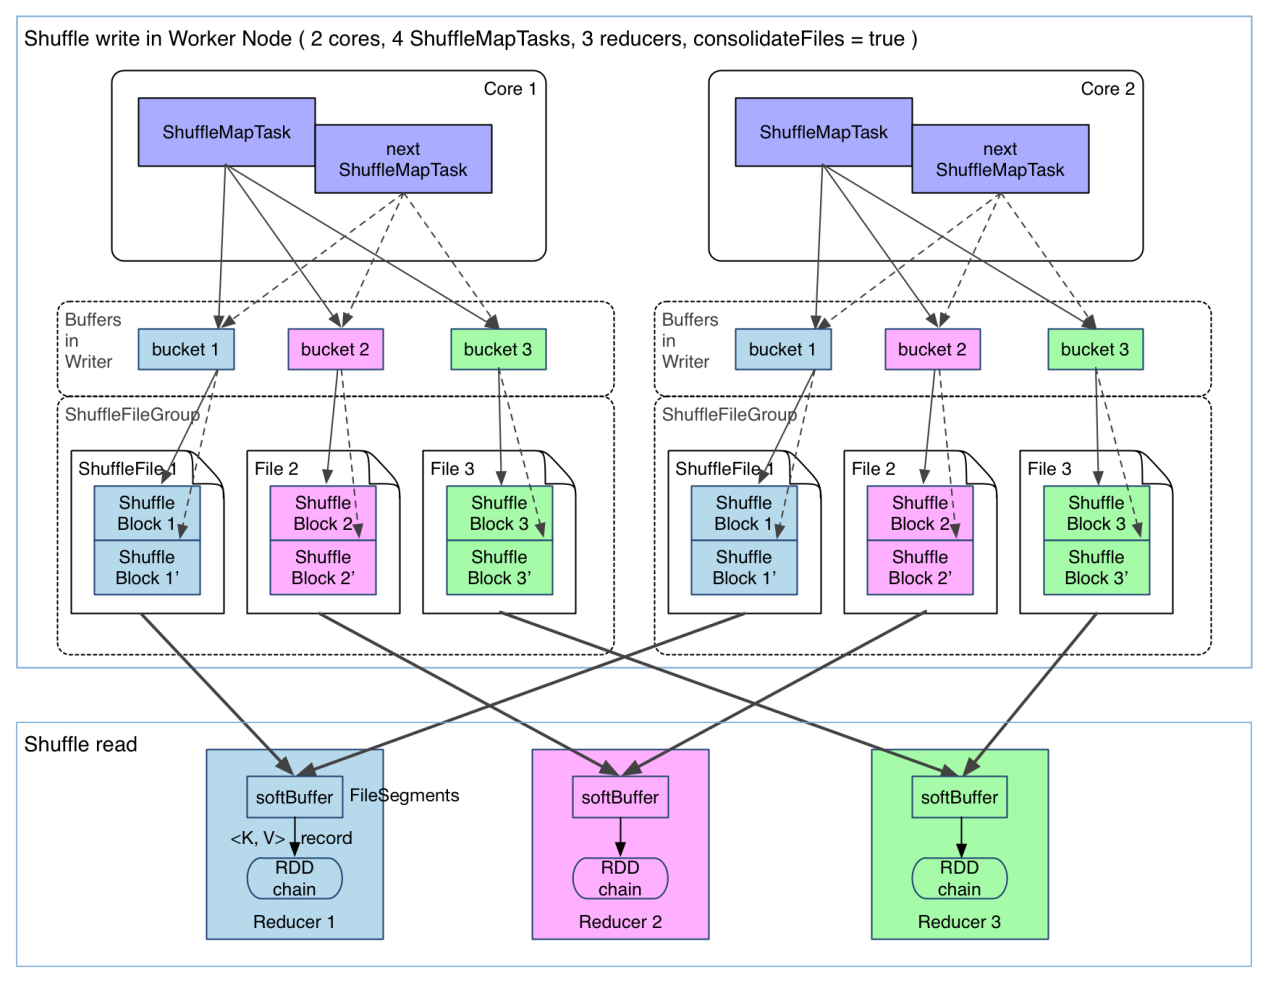 Shuffle write in Worker Node ( 2 cores, 4 ShuffleMapTasks, 3 reducers, consolidateFiles = true )
Core 1
ShuffleMapTask
next
ShuffleMapTask
Core 2
ShuffleMapTask
next
ShuffleMapTask
Buffers
in
Writer
bucket 1
bucket 2
bucket 3
Buffers
in
Writer
bucket 1
bucket 2
bucket 3
ShuffleFileGroup
ShuffleFile 1
Shuffle
Block 1
Shuffle
Block 1’
File 2
Shuffle
Block 2
Shuffle
Block 2’
File 3
Shuffle
Block 3
Shuffle
Block 3’
ShuffleFileGroup
ShuffleFile 1
Shuffle
Block 1
Shuffle
Block 1’
File 2
Shuffle
Block 2
Shuffle
Block 2’
File 3
Shuffle
Block 3
Shuffle
Block 3’
Shuffle read
softBuffer
FileSegments
<K, V> record
RDD
chain
Reducer 1
softBuffer
RDD
chain
Reducer 2
softBuffer
RDD
chain
Reducer 3